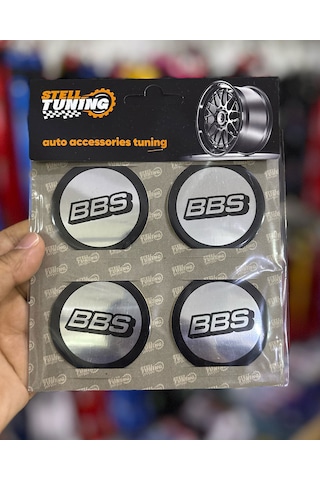 STELL
TUNING
auto accessories tuning
BBS BBS
BBS BBS